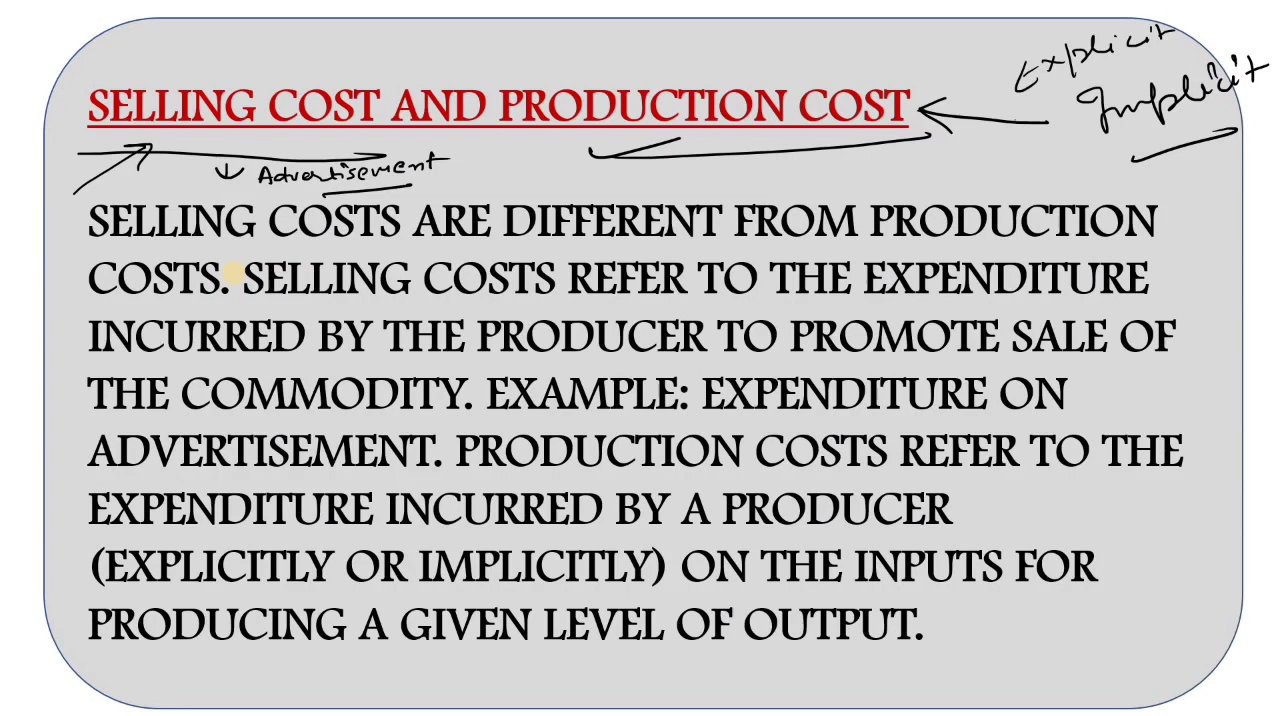 Explicit
Implicit
SELLING COST AND PRODUCTION COST
↓ Advertisement
SELLING COSTS ARE DIFFERENT FROM PRODUCTION
COSTS. SELLING COSTS REFER TO THE EXPENDITURE
INCURRED BY THE PRODUCER TO PROMOTE SALE OF
THE COMMODITY. EXAMPLE: EXPENDITURE ON
ADVERTISEMENT. PRODUCTION COSTS REFER TO THE
EXPENDITURE INCURRED BY A PRODUCER
(EXPLICITLY OR IMPLICITLY) ON THE INPUTS FOR
PRODUCING A GIVEN LEVEL OF OUTPUT.